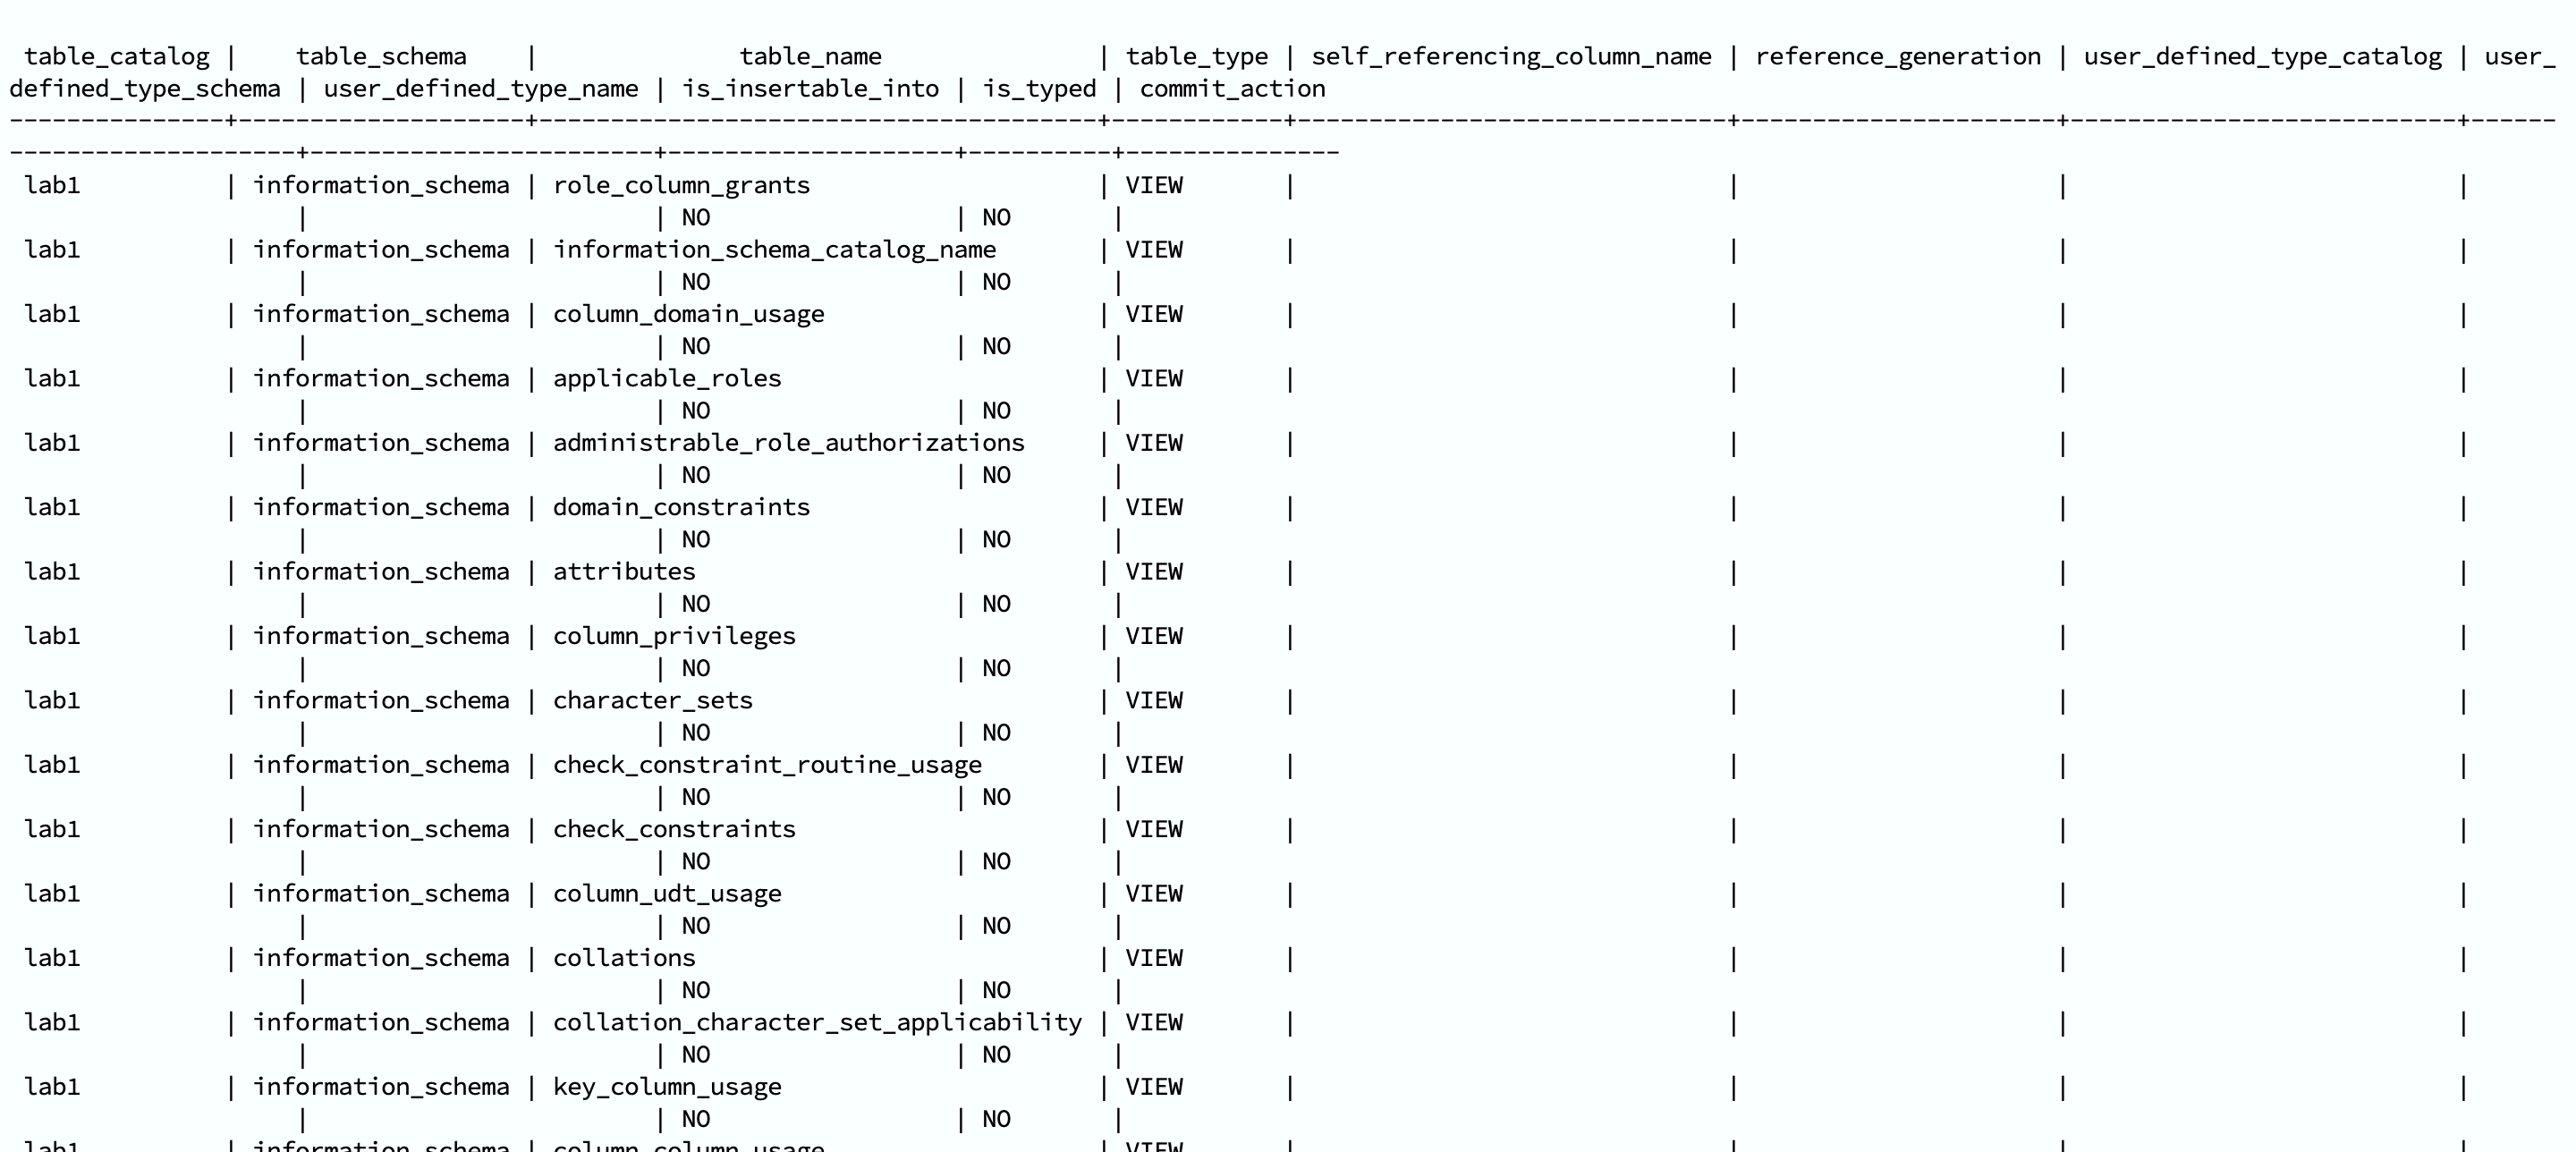 table_catalog |    table_schema    |              table_name               | table_type | self_referencing_column_name | reference_generation | user_defined_type_catalog | user_
defined_type_schema | user_defined_type_name | is_insertable_into | is_typed | commit_action
---------------+--------------------+---------------------------------------+------------+------------------------------+----------------------+---------------------------+------
--------------------+------------------------+--------------------+----------+---------------
 lab1          | information_schema | role_column_grants                    | VIEW       |                              |                      |                           |
                    |                        | NO                 | NO       |
 lab1          | information_schema | information_schema_catalog_name       | VIEW       |                              |                      |                           |
                    |                        | NO                 | NO       |
 lab1          | information_schema | column_domain_usage                   | VIEW       |                              |                      |                           |
                    |                        | NO                 | NO       |
 lab1          | information_schema | applicable_roles                      | VIEW       |                              |                      |                           |
                    |                        | NO                 | NO       |
 lab1          | information_schema | administrable_role_authorizations     | VIEW       |                              |                      |                           |
                    |                        | NO                 | NO       |
 lab1          | information_schema | domain_constraints                    | VIEW       |                              |                      |                           |
                    |                        | NO                 | NO       |
 lab1          | information_schema | attributes                            | VIEW       |                              |                      |                           |
                    |                        | NO                 | NO       |
 lab1          | information_schema | column_privileges                     | VIEW       |                              |                      |                           |
                    |                        | NO                 | NO       |
 lab1          | information_schema | character_sets                        | VIEW       |                              |                      |                           |
                    |                        | NO                 | NO       |
 lab1          | information_schema | check_constraint_routine_usage        | VIEW       |                              |                      |                           |
                    |                        | NO                 | NO       |
 lab1          | information_schema | check_constraints                     | VIEW       |                              |                      |                           |
                    |                        | NO                 | NO       |
 lab1          | information_schema | column_udt_usage                      | VIEW       |                              |                      |                           |
                    |                        | NO                 | NO       |
 lab1          | information_schema | collations                            | VIEW       |                              |                      |                           |
                    |                        | NO                 | NO       |
 lab1          | information_schema | collation_character_set_applicability | VIEW       |                              |                      |                           |
                    |                        | NO                 | NO       |
 lab1          | information_schema | key_column_usage                      | VIEW       |                              |                      |                           |
                    |                        | NO                 | NO       |
 lab1          | information_schema | column_column_usage                   | VIEW       |                              |                      |                           |